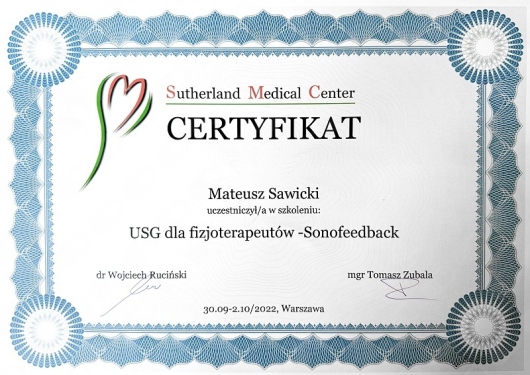 Sutherland Medical Center
CERTYFIKAT
Mateusz Sawicki
uczestniczył/a w szkoleniu:
USG dla fizjoterapeutów -Sonofeedback
dr Wojciech Ruciński
mgr Tomasz Zubala
30.09-2.10/2022, Warszawa